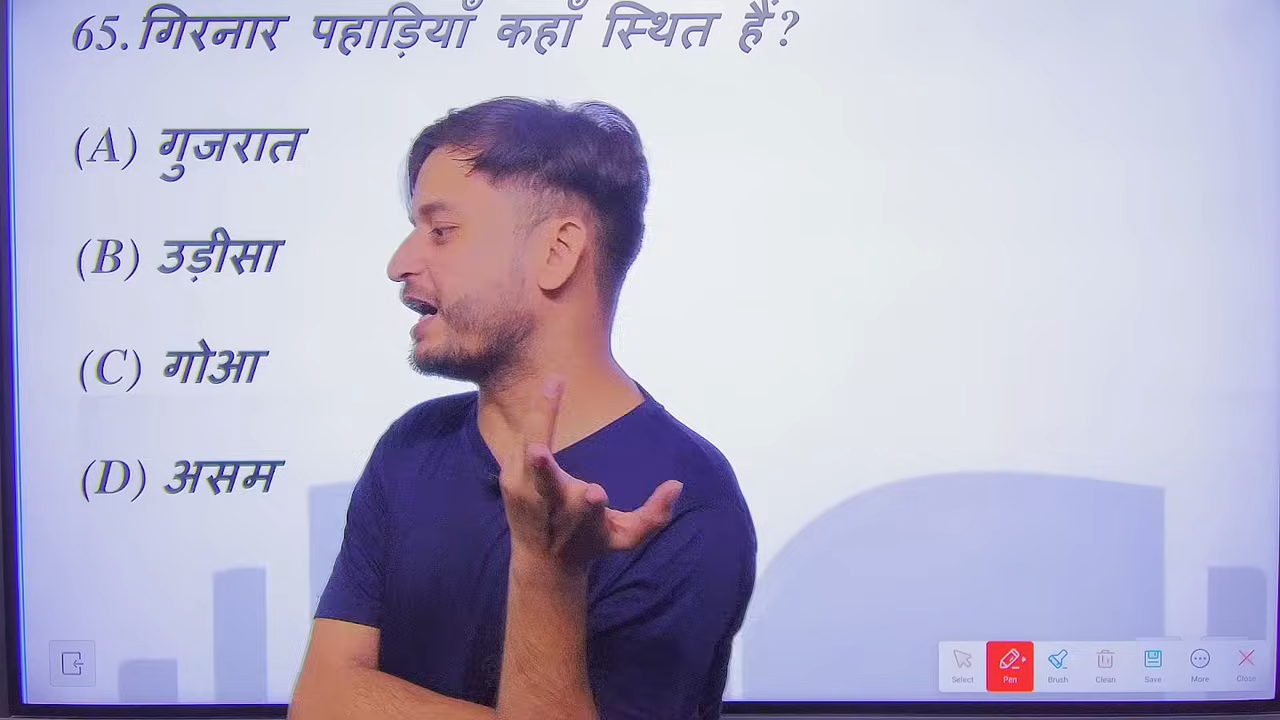 65. गिरनार पहाड़ियाँ कहाँ स्थित हैं?
(A) गुजरात
(B) उड़ीसा
(C) गोआ
(D) असम
Select Pen Brush Clean Save More Close